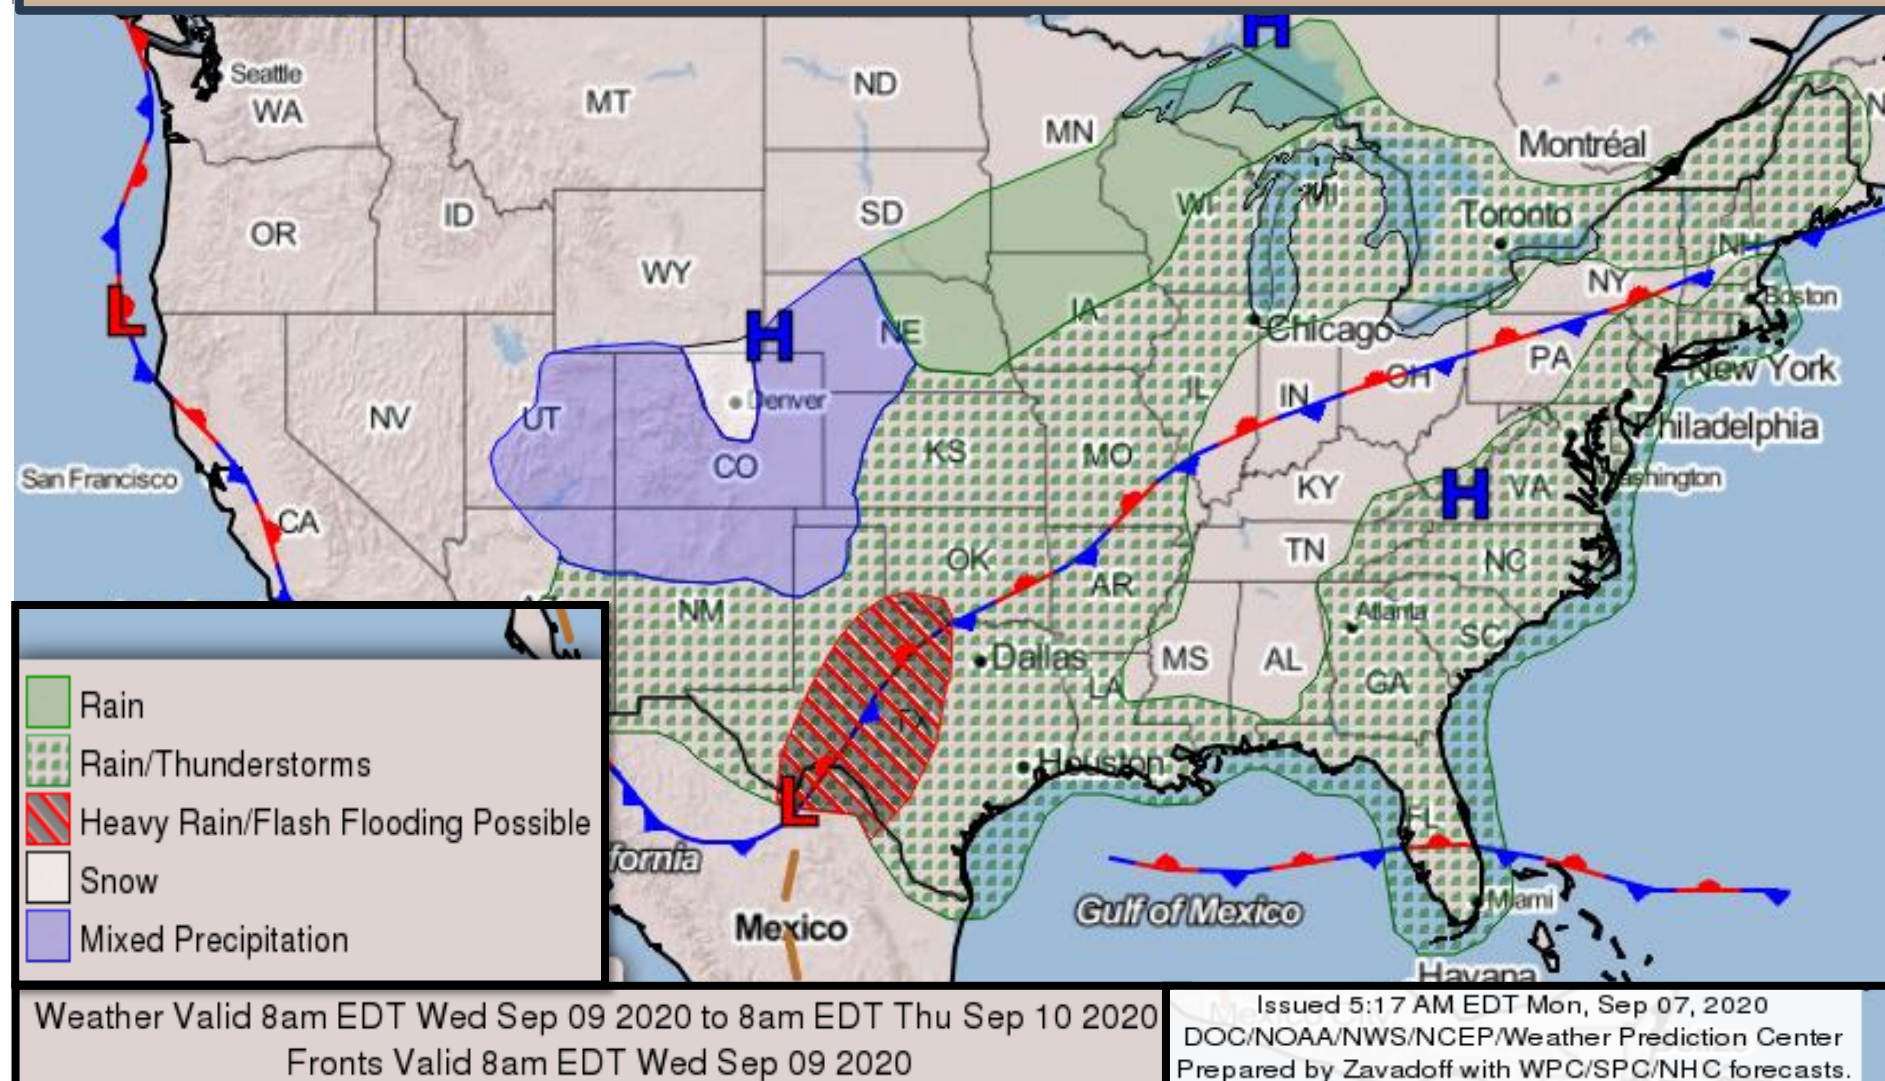 H
Seattle
WA
MT
ND
MN
Montréal
OR
ID
SD
WI
MI
Toronto
WY
NH
NY
L
H
NE
IA
Chicago
Boston
PA
New York
Denver
NV
UT
IL
IN
OH
Philadelphia
San Francisco
CO
KS
MO
KY
H
VA
Washington
CA
OK
AR
TN
NC
NM
Atlanta
Dallas
MS
AL
SC
LA
GA
TX
Houston
L
FL
fornia
Mexico
Gulf of Mexico
Miami
Havana
Rain
Rain/Thunderstorms
Heavy Rain/Flash Flooding Possible
Snow
Mixed Precipitation
Weather Valid 8am EDT Wed Sep 09 2020 to 8am EDT Thu Sep 10 2020
Fronts Valid 8am EDT Wed Sep 09 2020
Issued 5:17 AM EDT Mon, Sep 07, 2020
DOC/NOAA/NWS/NCEP/Weather Prediction Center
Prepared by Zavadoff with WPC/SPC/NHC forecasts.